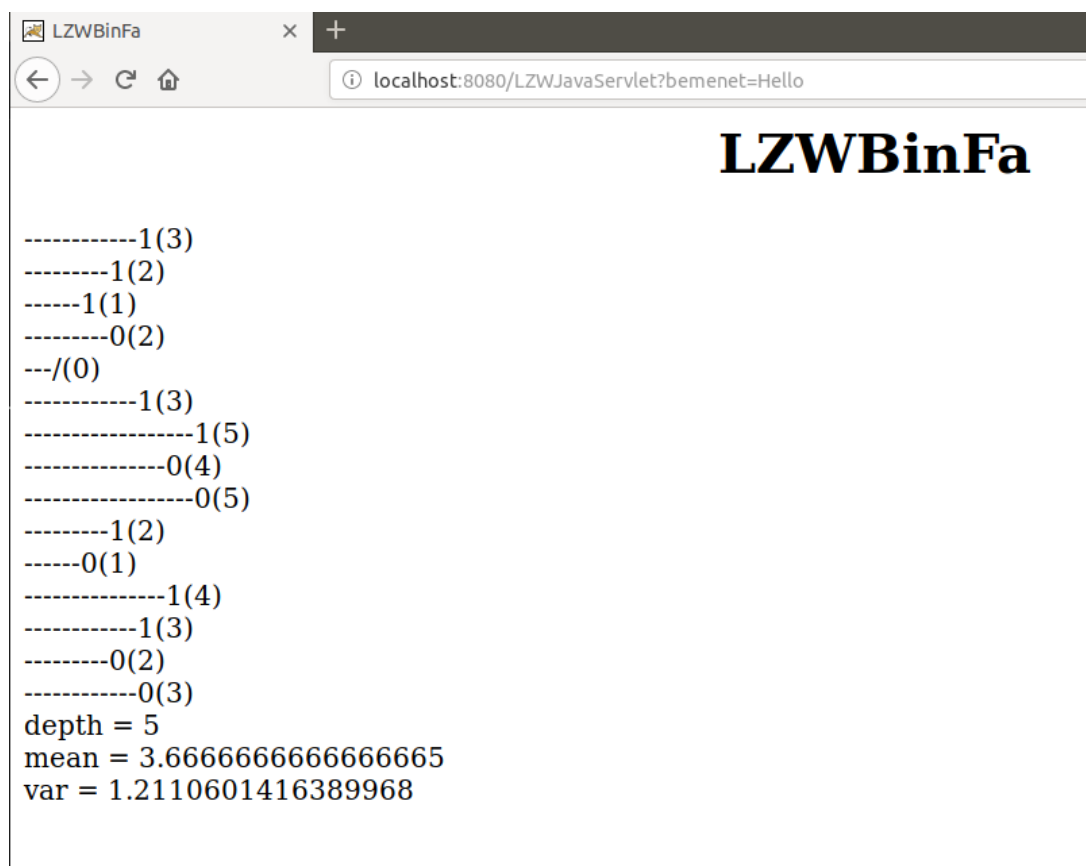 LZWBinFa
localhost:8080/LZWJavaServlet?bemenet=Hello
LZWBinFa
------------1(3)
---------1(2)
------1(1)
---------0(2)
---/(0)
------------1(3)
------------------1(5)
---------------0(4)
------------------0(5)
---------1(2)
------0(1)
---------------1(4)
------------1(3)
---------0(2)
------------0(3)
depth = 5
mean = 3.6666666666666665
var = 1.2110601416389968